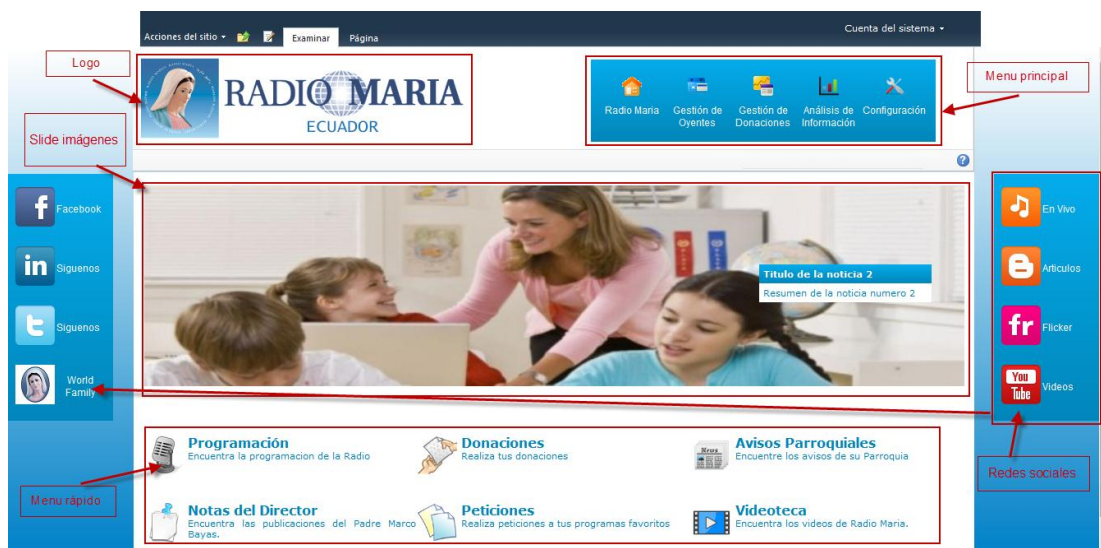 Acciones del sitio
Examinar
Página
Cuenta del sistema
Logo
RADIO MARIA
ECUADOR
Radio Maria
Gestión de
Oyentes
Gestión de
Donaciones
Análisis de
Información
Configuración
Menu principal
Slide imágenes
Facebook
in Siguenos
Siguenos
World
Family
Titulo de la noticia 2
Resumen de la noticia numero 2
En Vivo
Articulos
fr Flicker
You
Tube Videos
Redes sociales
Menu rápido
Programación
Encuentra la programacion de la Radio
Donaciones
Realiza tus donaciones
News
Avisos Parroquiales
Encuentre los avisos de su Parroquia
Notas del Director
Encuentra las publicaciones del Padre Marco
Bayas.
Peticiones
Realiza peticiones a tus programas favoritos
Videoteca
Encuentra los videos de Radio Maria.